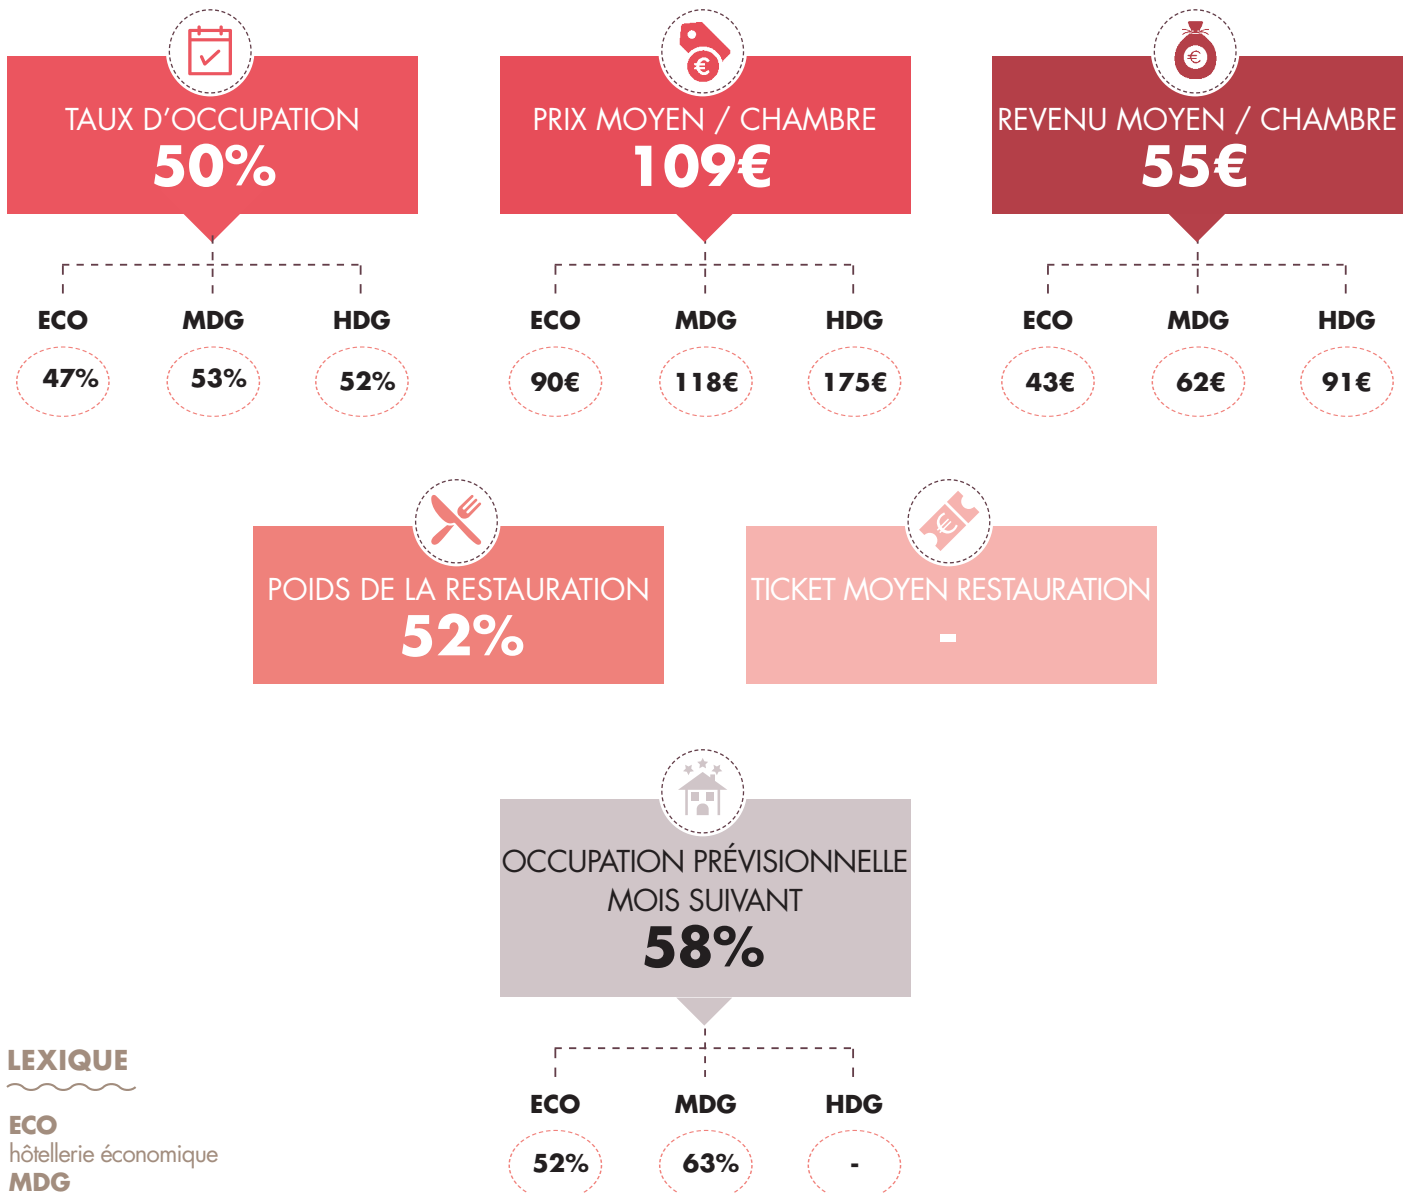 TAUX D'OCCUPATION
50%
ECO MDG HDG
47% 53% 52%
PRIX MOYEN / CHAMBRE
109€
ECO MDG HDG
90€ 118€ 175€
REVENU MOYEN / CHAMBRE
55€
ECO MDG HDG
43€ 62€ 91€
POIDS DE LA RESTAURATION
52%
TICKET MOYEN RESTAURATION
-
OCCUPATION PRÉVISIONNELLE
MOIS SUIVANT
58%
ECO MDG HDG
52% 63% -
LEXIQUE
ECO
hôtellerie économique
MDG